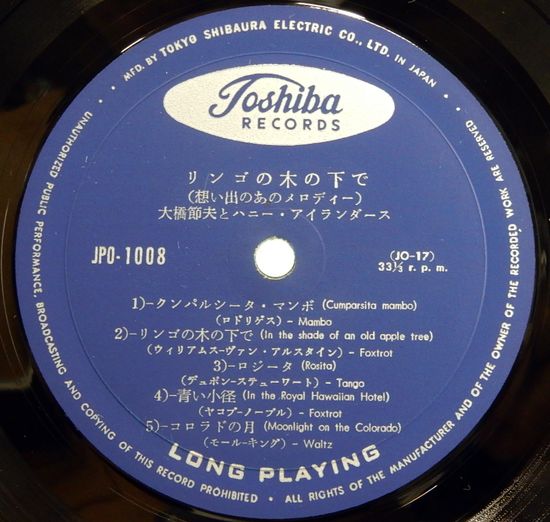 • MFD. BY TOKYO SHIBAURA ELECTRIC CO., LTD. IN JAPAN •
Toshiba
RECORDS
リンゴの木の下で
(想い出のあのメロディー)
大橋節夫とハニー・アイランダース
JPO-1008
(JO-17)
33⅓ r. p. m.
1)-クンパルシータ・マンボ (Cumparsita mambo)
(ロドリゲス) - Mambo
2)-リンゴの木の下で (In the shade of an old apple tree)
(ウィリアムス-ヴァン・アルスタイン) - Foxtrot
3)-ロジータ (Rosita)
(デュポン-ステューワート) - Tango
4)-青い小径 (In the Royal Hawaiian Hotel)
(ヤコブ-ノーブル) - Foxtrot
5)-コロラドの月 (Moonlight on the Colorado)
(モール-キング) - Waltz
LONG PLAYING
UNAUTHORIZED PUBLIC PERFORMANCE, BROADCASTING AND COPYING OF THIS RECORD PROHIBITED • ALL RIGHTS OF THE MANUFACTURER AND OF THE OWNER OF THE RECORDED WORK ARE RESERVED